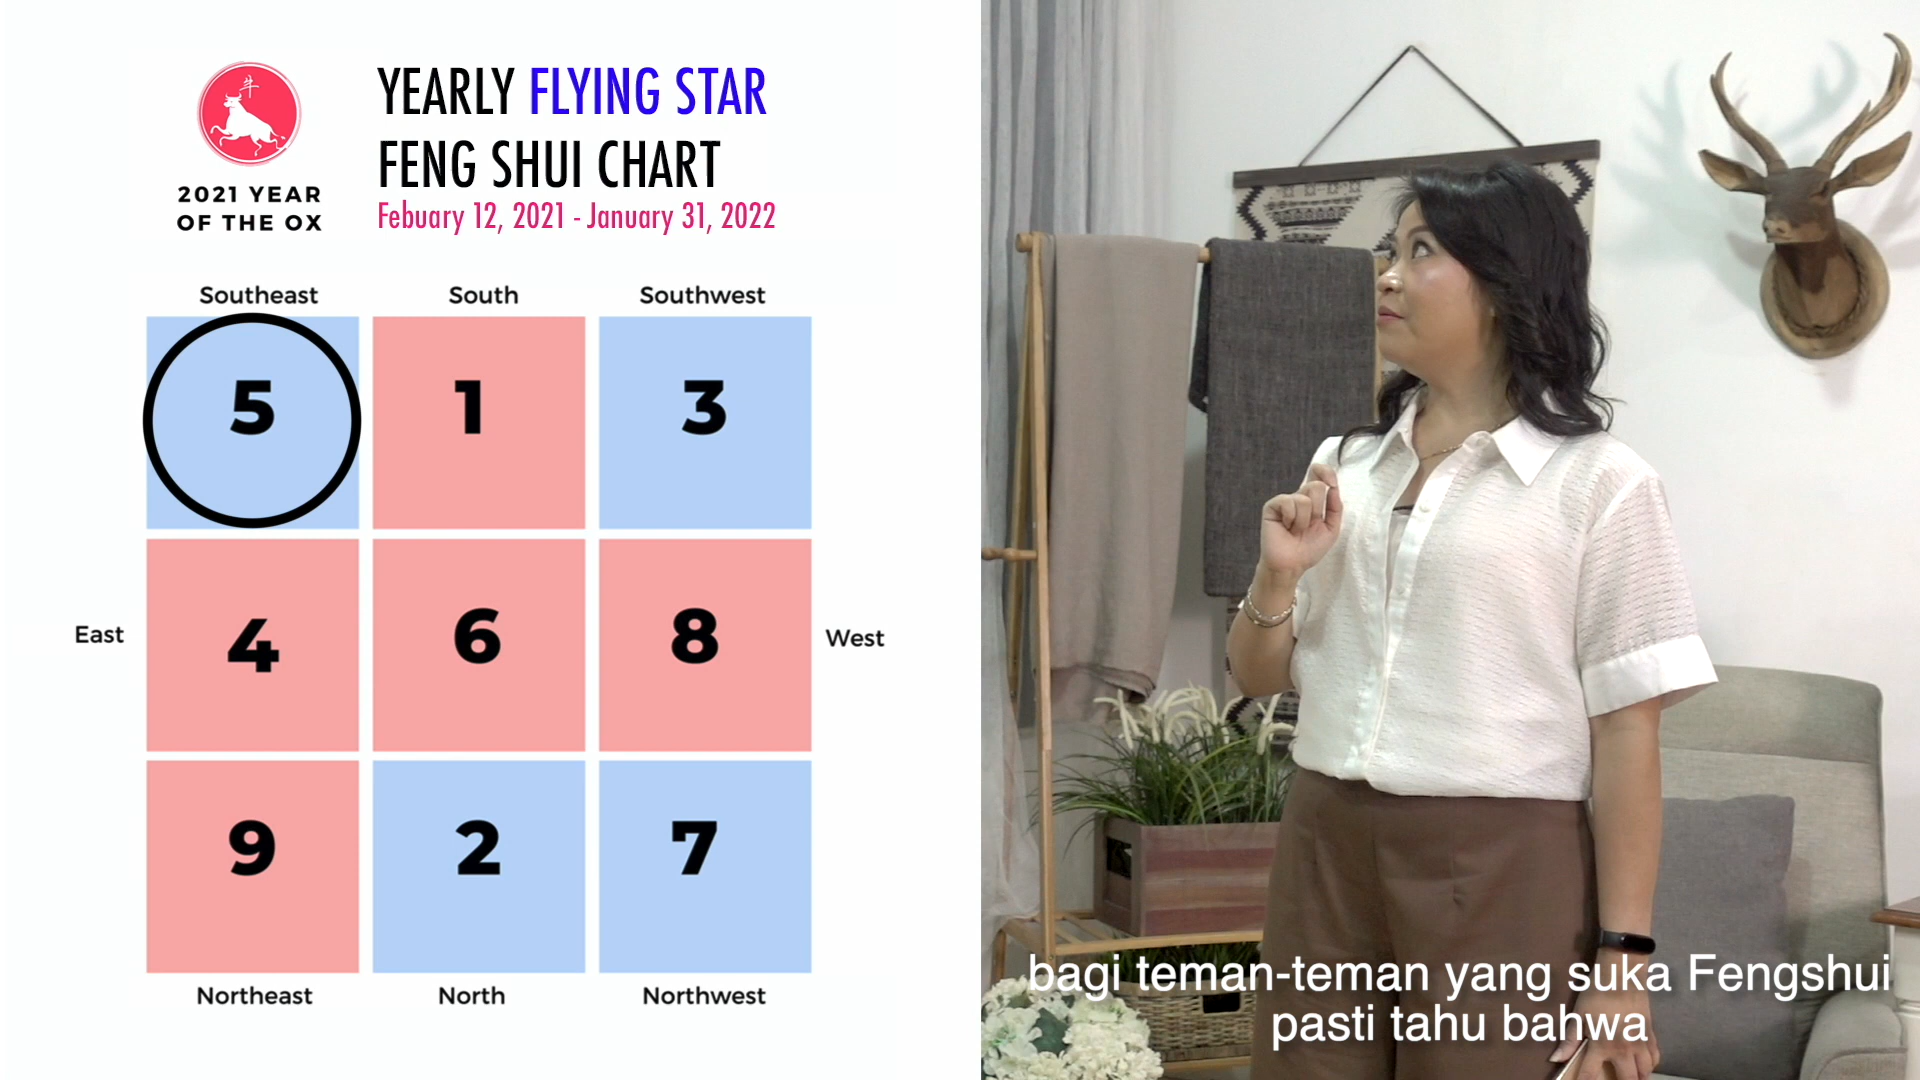 牛
2021 YEAR
OF THE OX
YEARLY FLYING STAR
FENG SHUI CHART
Febuary 12, 2021 - January 31, 2022
Southeast South Southwest
5 1 3
East 4 6 8 West
9 2 7
Northeast North Northwest
bagi teman-teman yang suka Fengshui
pasti tahu bahwa